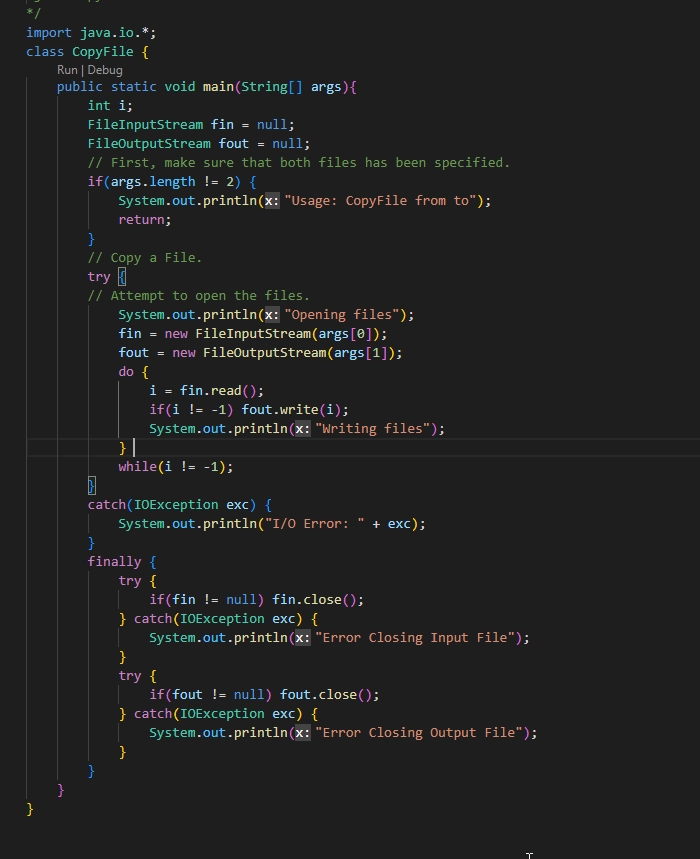 */
import java.io.*;
class CopyFile {
Run | Debug
public static void main(String[] args){
int i;
FileInputStream fin = null;
FileOutputStream fout = null;
// First, make sure that both files has been specified.
if(args.length != 2) {
System.out.println(x: "Usage: CopyFile from to");
return;
}
// Copy a File.
try {
// Attempt to open the files.
System.out.println(x: "Opening files");
fin = new FileInputStream(args[0]);
fout = new FileOutputStream(args[1]);
do {
i = fin.read();
if(i != -1) fout.write(i);
System.out.println(x: "Writing files");
}
while(i != -1);
}
catch(IOException exc) {
System.out.println("I/O Error: " + exc);
}
finally {
try {
if(fin != null) fin.close();
} catch(IOException exc) {
System.out.println(x: "Error Closing Input File");
}
try {
if(fout != null) fout.close();
} catch(IOException exc) {
System.out.println(x: "Error Closing Output File");
}
}
}
}